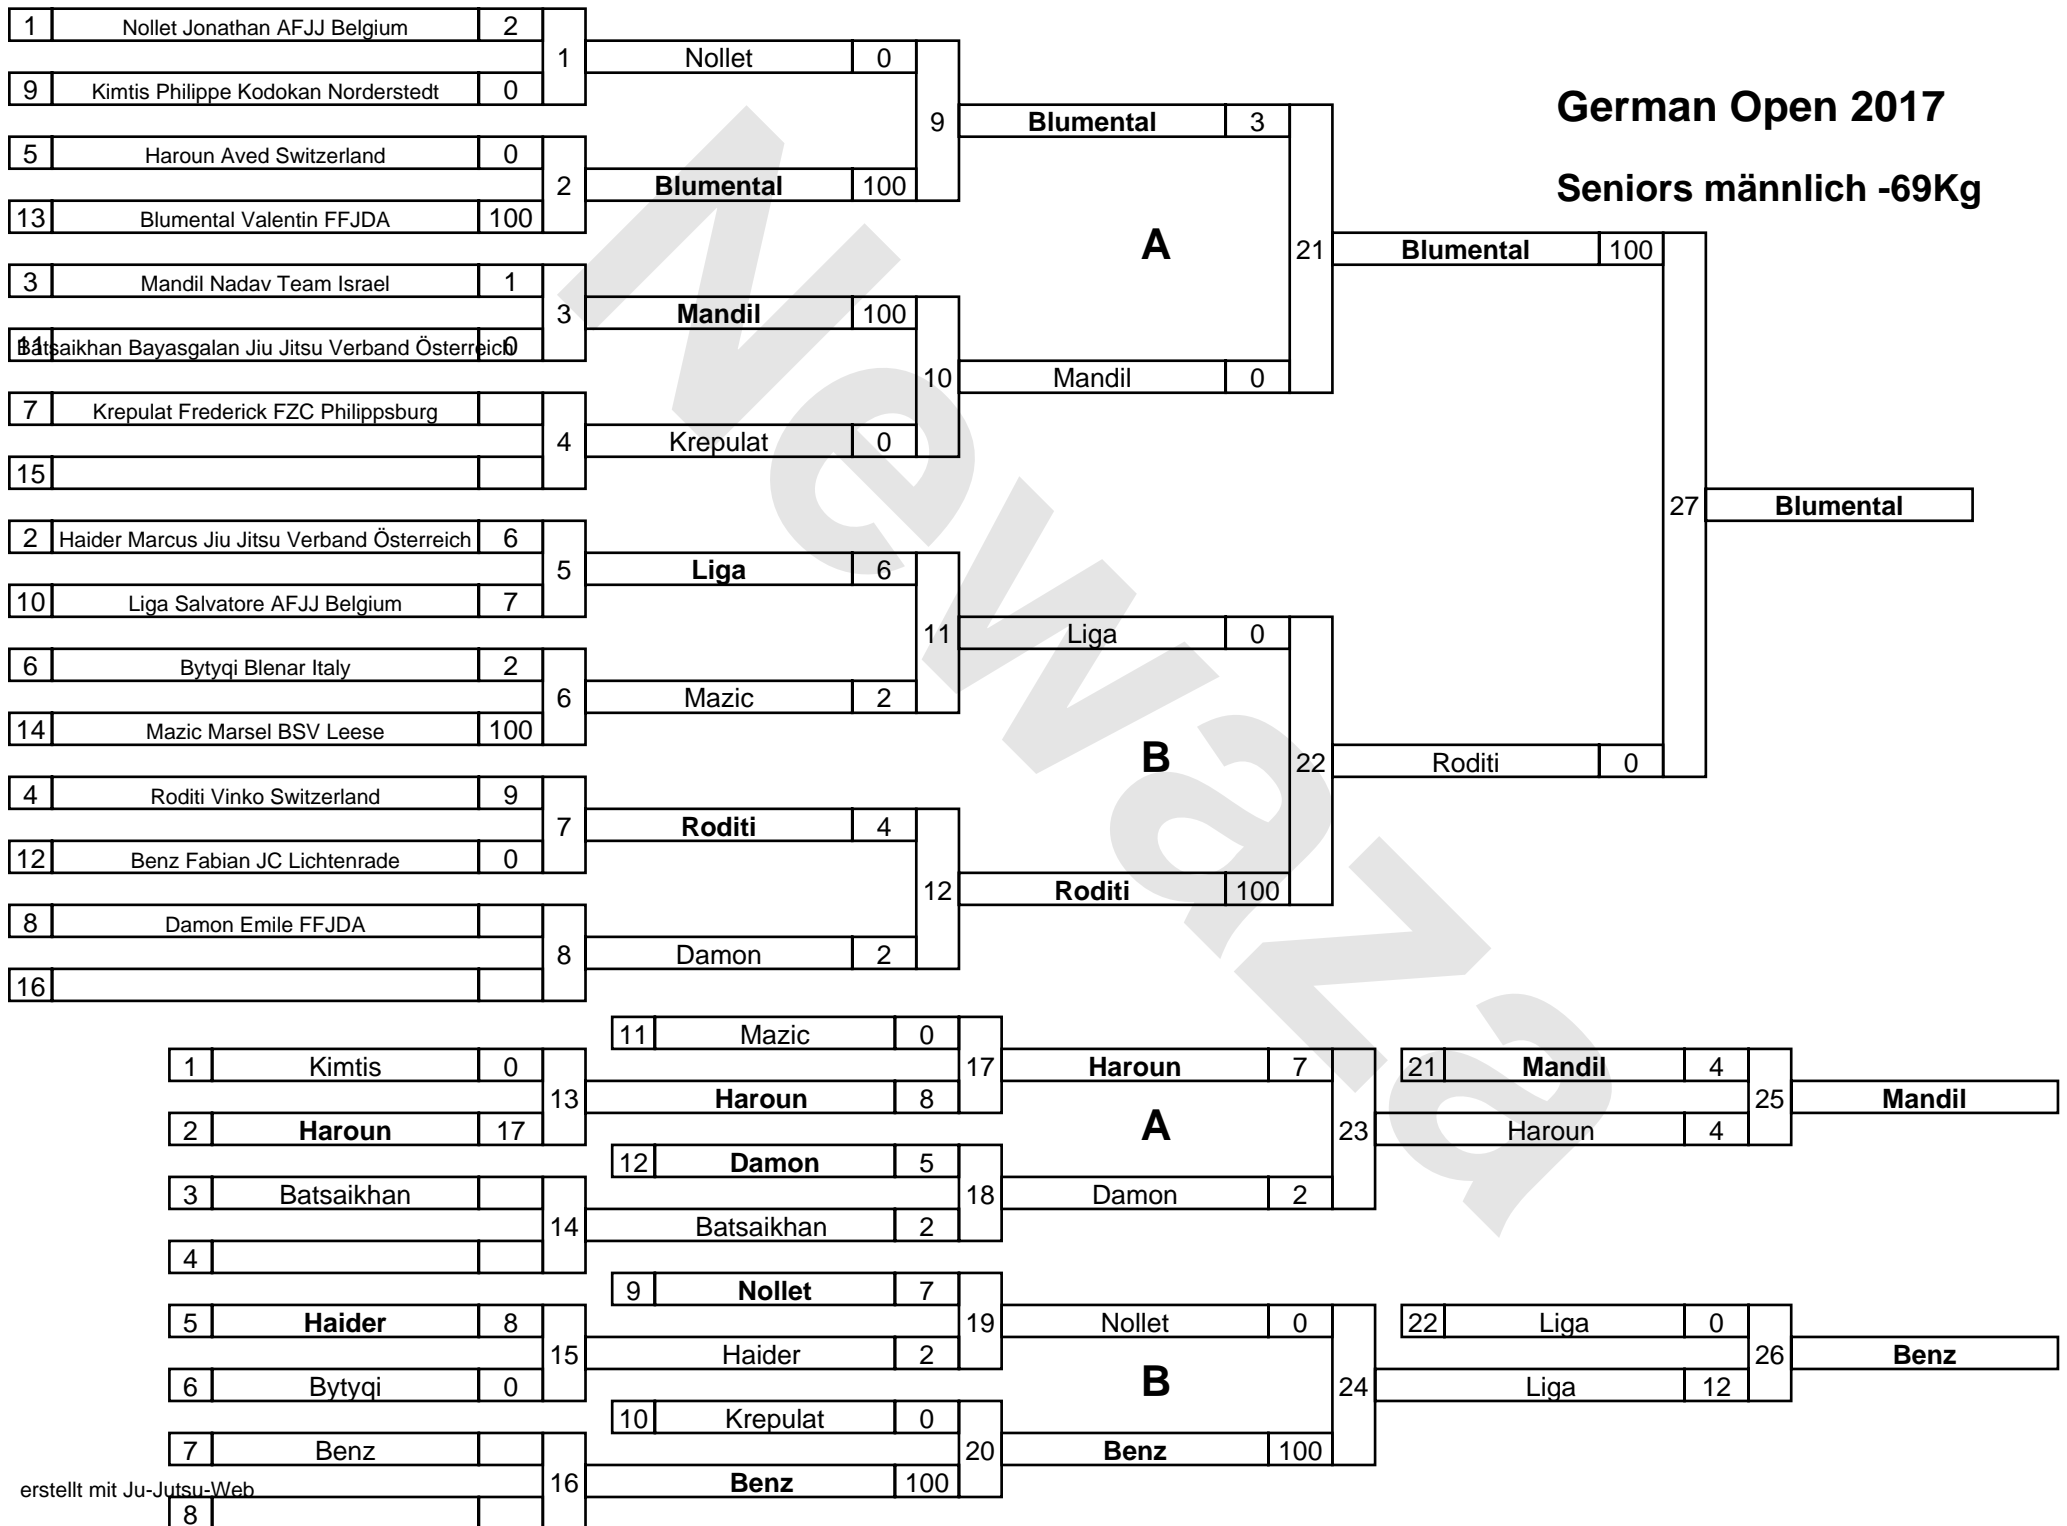 German Open 2017
Seniors männlich -69Kg
1 Nollet Jonathan AFJJ Belgium 2
9 Kimtis Philippe Kodokan Norderstedt 0
1
5 Haroun Aved Switzerland 0
13 Blumental Valentin FFJDA 100
2
3 Mandil Nadav Team Israel 1
11 Batsaikhan Bayasgalan Jiu Jitsu Verband Österreich 0
3
7 Krepulat Frederick FZC Philippsburg
15
4
2 Haider Marcus Jiu Jitsu Verband Österreich 6
10 Liga Salvatore AFJJ Belgium 7
5
6 Bytyqi Blenar Italy 2
14 Mazic Marsel BSV Leese 100
6
4 Roditi Vinko Switzerland 9
12 Benz Fabian JC Lichtenrade 0
7
8 Damon Emile FFJDA
16
8
Nollet 0
Blumental 100
9
Mandil 100
Krepulat 0
10
Liga 6
Mazic 2
11
Roditi 4
Damon 2
12
Blumental 3
A
Mandil 0
21
Liga 0
B
Roditi 100
22
Blumental 100
Roditi 0
27
Blumental
1 Kimtis 0
2 Haroun 17
13
3 Batsaikhan
4
14
5 Haider 8
6 Bytyqi 0
15
7 Benz
8
16
11 Mazic 0
Haroun 8
17
12 Damon 5
Batsaikhan 2
18
9 Nollet 7
Haider 2
19
10 Krepulat 0
Benz 100
20
Haroun 7
A
Damon 2
23
Nollet 0
B
Benz 100
24
21 Mandil 4
Haroun 4
25
Mandil
22 Liga 0
Liga 12
26
Benz
Newaza
erstellt mit Ju-Jutsu-Web